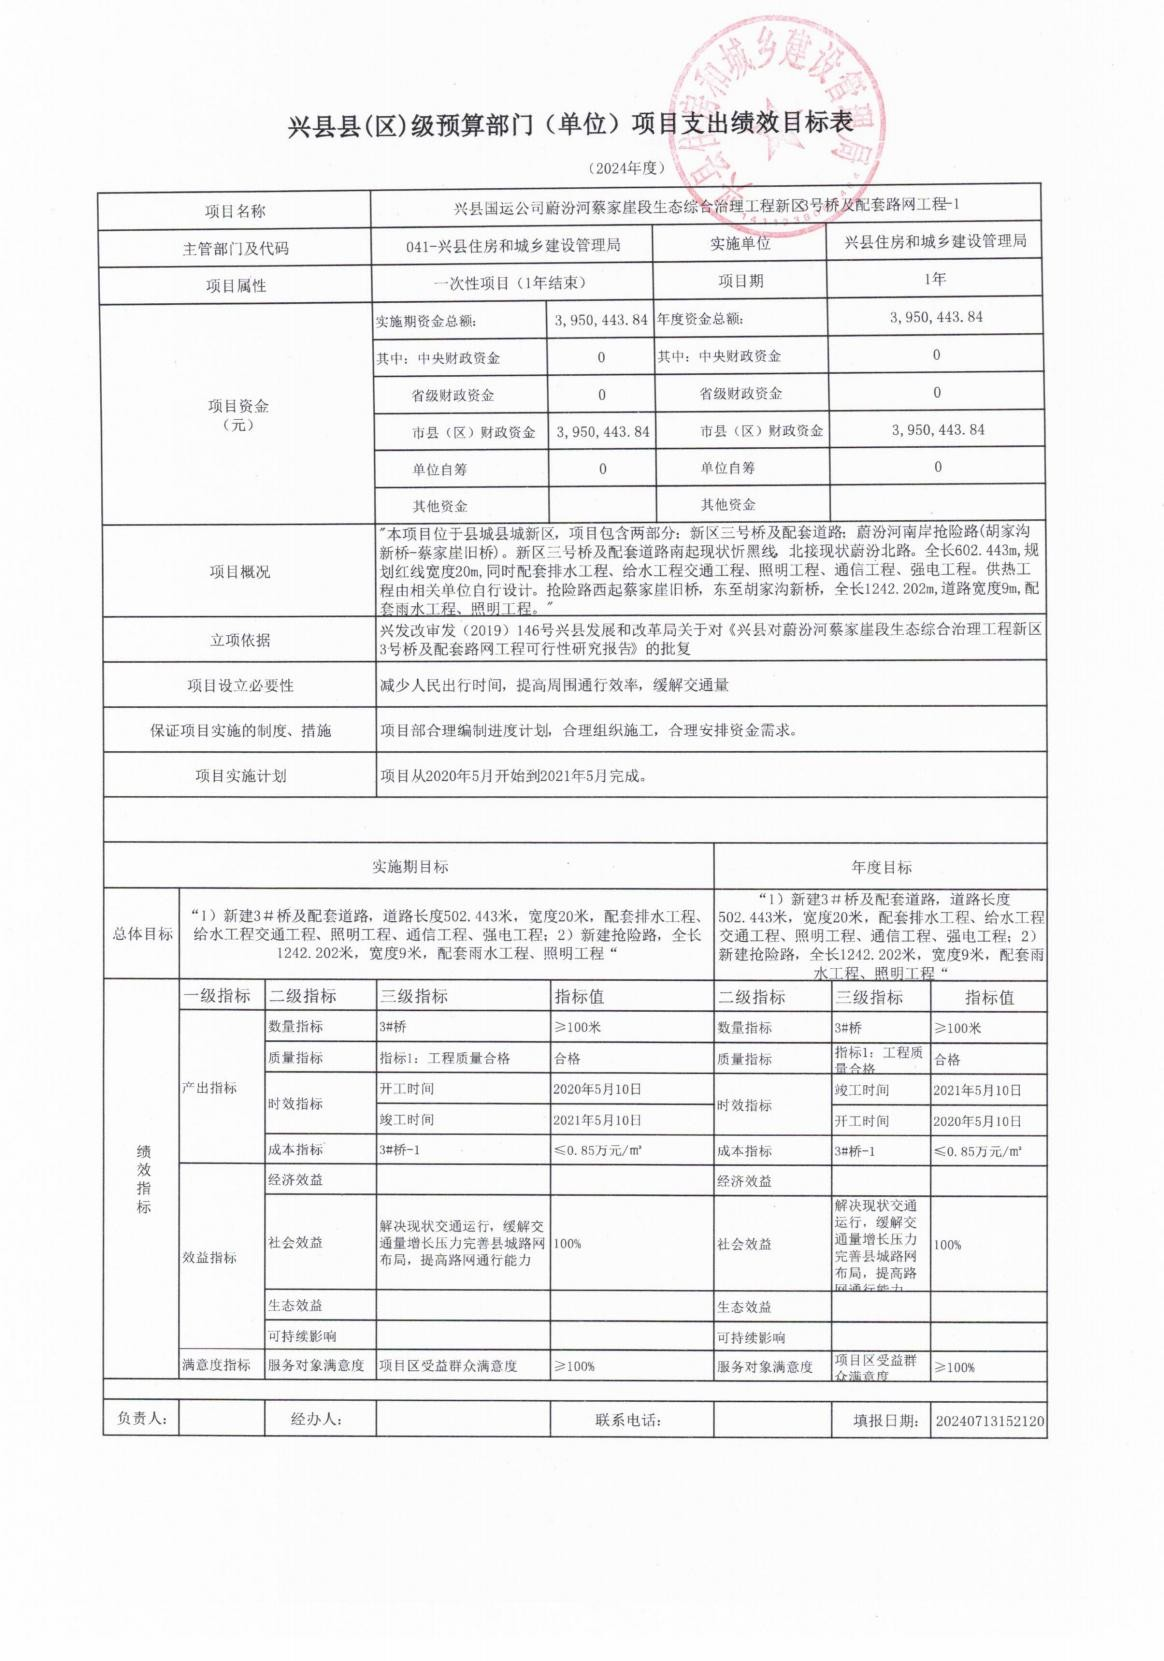 兴县住房和城乡建设管理局
兴县县(区)级预算部门（单位）项目支出绩效目标表
（2024年度）
项目名称 兴县国运公司蔚汾河蔡家崖段生态综合治理工程新区3号桥及配套路网工程-1
主管部门及代码 041-兴县住房和城乡建设管理局 实施单位 兴县住房和城乡建设管理局
项目属性 一次性项目（1年结束） 项目期 1年
项目资金
（元）
实施期资金总额： 3,950,443.84 年度资金总额： 3,950,443.84
其中：中央财政资金 0 其中：中央财政资金 0
省级财政资金 0 省级财政资金 0
市县（区）财政资金 3,950,443.84 市县（区）财政资金 3,950,443.84
单位自筹 0 单位自筹 0
其他资金 其他资金
项目概况
"本项目位于县城县城新区，项目包含两部分：新区三号桥及配套道路；蔚汾河南岸抢险路(胡家沟
新桥-蔡家崖旧桥)。新区三号桥及配套道路南起现状忻黑线，北接现状蔚汾北路。全长602.443m,规
划红线宽度20m,同时配套排水工程、给水工程交通工程、照明工程、通信工程、强电工程。供热工
程由相关单位自行设计。抢险路西起蔡家崖旧桥，东至胡家沟新桥，全长1242.202m,道路宽度9m,配
套雨水工程、照明工程。"
立项依据
兴发改审发（2019）146号兴县发展和改革局关于对《兴县对蔚汾河蔡家崖段生态综合治理工程新区
3号桥及配套路网工程可行性研究报告》的批复
项目设立必要性 减少人民出行时间，提高周围通行效率，缓解交通量
保证项目实施的制度、措施 项目部合理编制进度计划，合理组织施工，合理安排资金需求。
项目实施计划 项目从2020年5月开始到2021年5月完成。
实施期目标 年度目标
总体目标
“1）新建3＃桥及配套道路，道路长度502.443米，宽度20米，配套排水工程、
给水工程交通工程、照明工程、通信工程、强电工程；2）新建抢险路，全长
1242.202米，宽度9米，配套雨水工程、照明工程“
“1）新建3＃桥及配套道路，道路长度
502.443米，宽度20米，配套排水工程、给水工程
交通工程、照明工程、通信工程、强电工程；2）
新建抢险路，全长1242.202米，宽度9米，配套雨
水工程、照明工程“
绩
效
指
标
一级指标 二级指标 三级指标 指标值 二级指标 三级指标 指标值
产出指标
数量指标 3#桥 ≥100米 数量指标 3#桥 ≥100米
质量指标 指标1：工程质量合格 合格 质量指标 指标1：工程质
量合格 合格
时效指标 开工时间 2020年5月10日 时效指标 竣工时间 2021年5月10日
竣工时间 2021年5月10日 开工时间 2020年5月10日
成本指标 3#桥-1 ≤0.85万元/㎡ 成本指标 3#桥-1 ≤0.85万元/㎡
效益指标
经济效益 经济效益
社会效益
解决现状交通运行，缓解交
通量增长压力完善县城路网
布局，提高路网通行能力
100%
社会效益
解决现状交通
运行，缓解交
通量增长压力
完善县城路网
布局，提高路
网通行能力
100%
生态效益 生态效益
可持续影响 可持续影响
满意度指标 服务对象满意度 项目区受益群众满意度 ≥100% 服务对象满意度 项目区受益群
众满意度 ≥100%
负责人： 经办人： 联系电话： 填报日期： 20240713152120